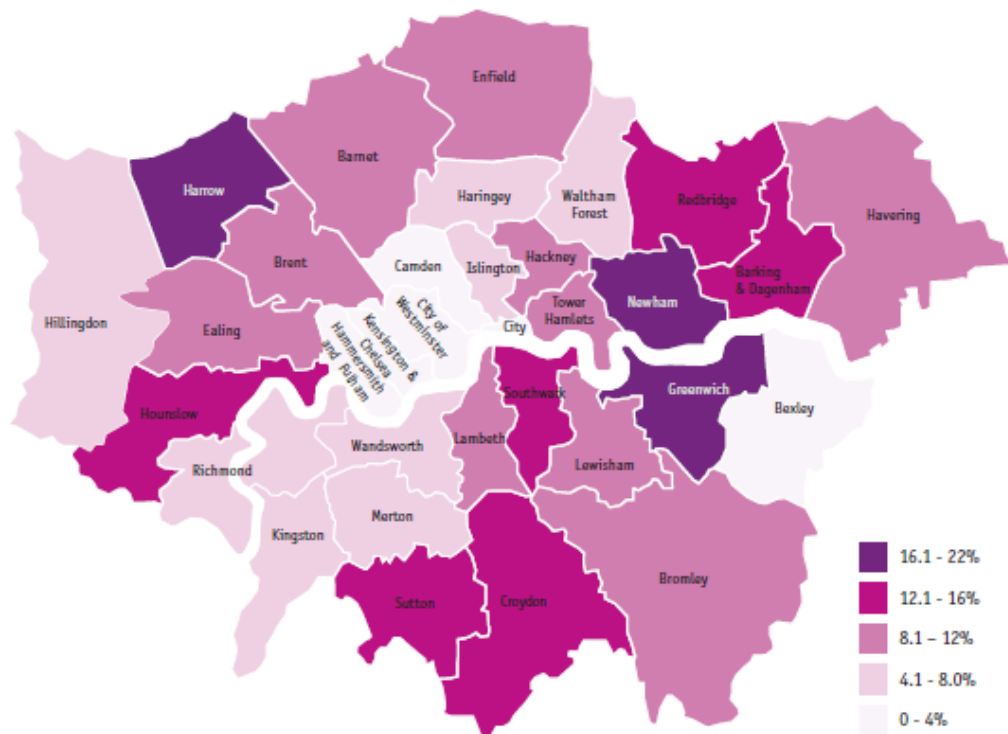 Enfield
Barnet
Harrow
Haringey
Waltham
Forest
Redbridge
Havering
Brent
Camden
Islington
Hackney
Barking
& Dagenham
Newham
Tower
Hamlets
Hillingdon
Ealing
City of
Westminster
Kensington &
Chelsea
Hammersmith
and Fulham
City
Hounslow
Southwark
Greenwich
Bexley
Wandsworth
Lambeth
Lewisham
Richmond
Merton
Kingston
Bromley
Sutton
Croydon
16.1 - 22%
12.1 - 16%
8.1 – 12%
4.1 - 8.0%
0 - 4%